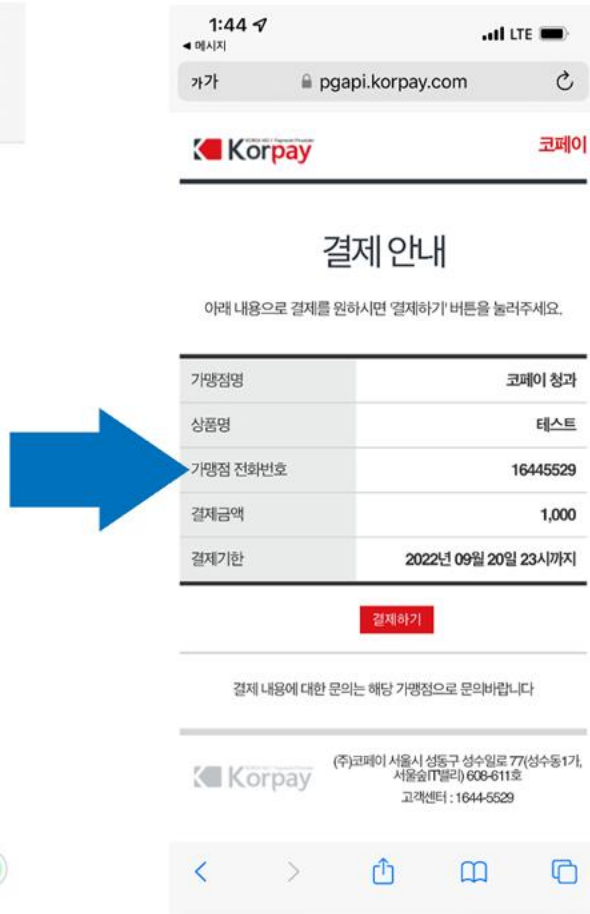 1:44
LTE
◀ 메시지
가가 pgapi.korpay.com
Korpay 코페이
결제 안내
아래 내용으로 결제를 원하시면 '결제하기' 버튼을 눌러주세요.
가맹점명 코페이 청과
상품명 테스트
가맹점 전화번호 16445529
결제금액 1,000
결제기한 2022년 09월 20일 23시까지
결제하기
결제 내용에 대한 문의는 해당 가맹점으로 문의바랍니다
Korpay
(주)코페이 서울시 성동구 성수일로 77(성수동1가,
서울숲IT밸리) 608-611호
고객센터 : 1644-5529